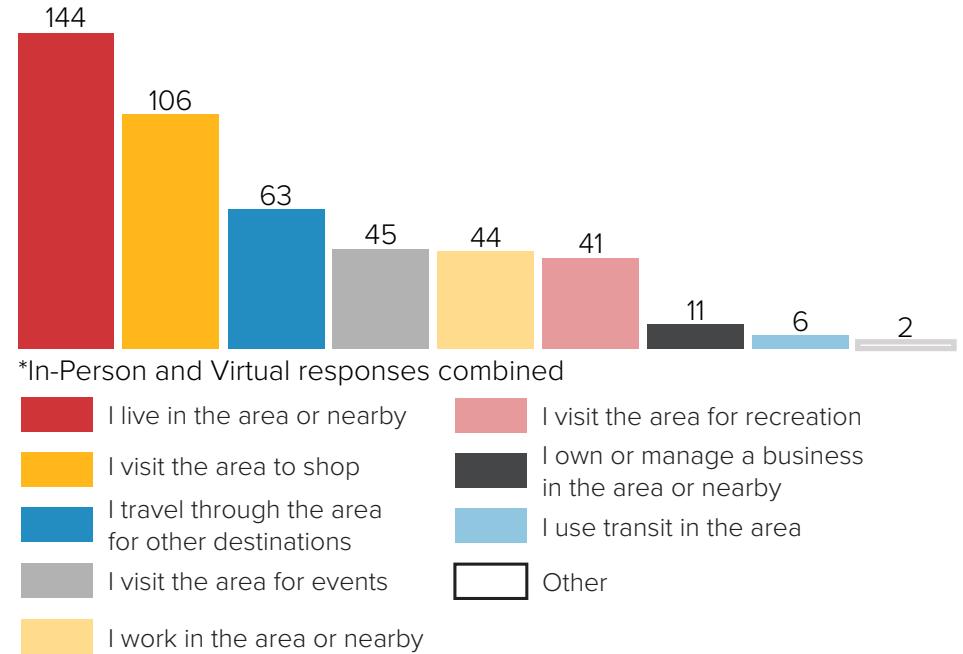 144
106
63
45
44
41
11
6
2
*In-Person and Virtual responses combined
I live in the area or nearby
I visit the area to shop
I travel through the area
for other destinations
I visit the area for events
I work in the area or nearby
I visit the area for recreation
I own or manage a business
in the area or nearby
I use transit in the area
Other